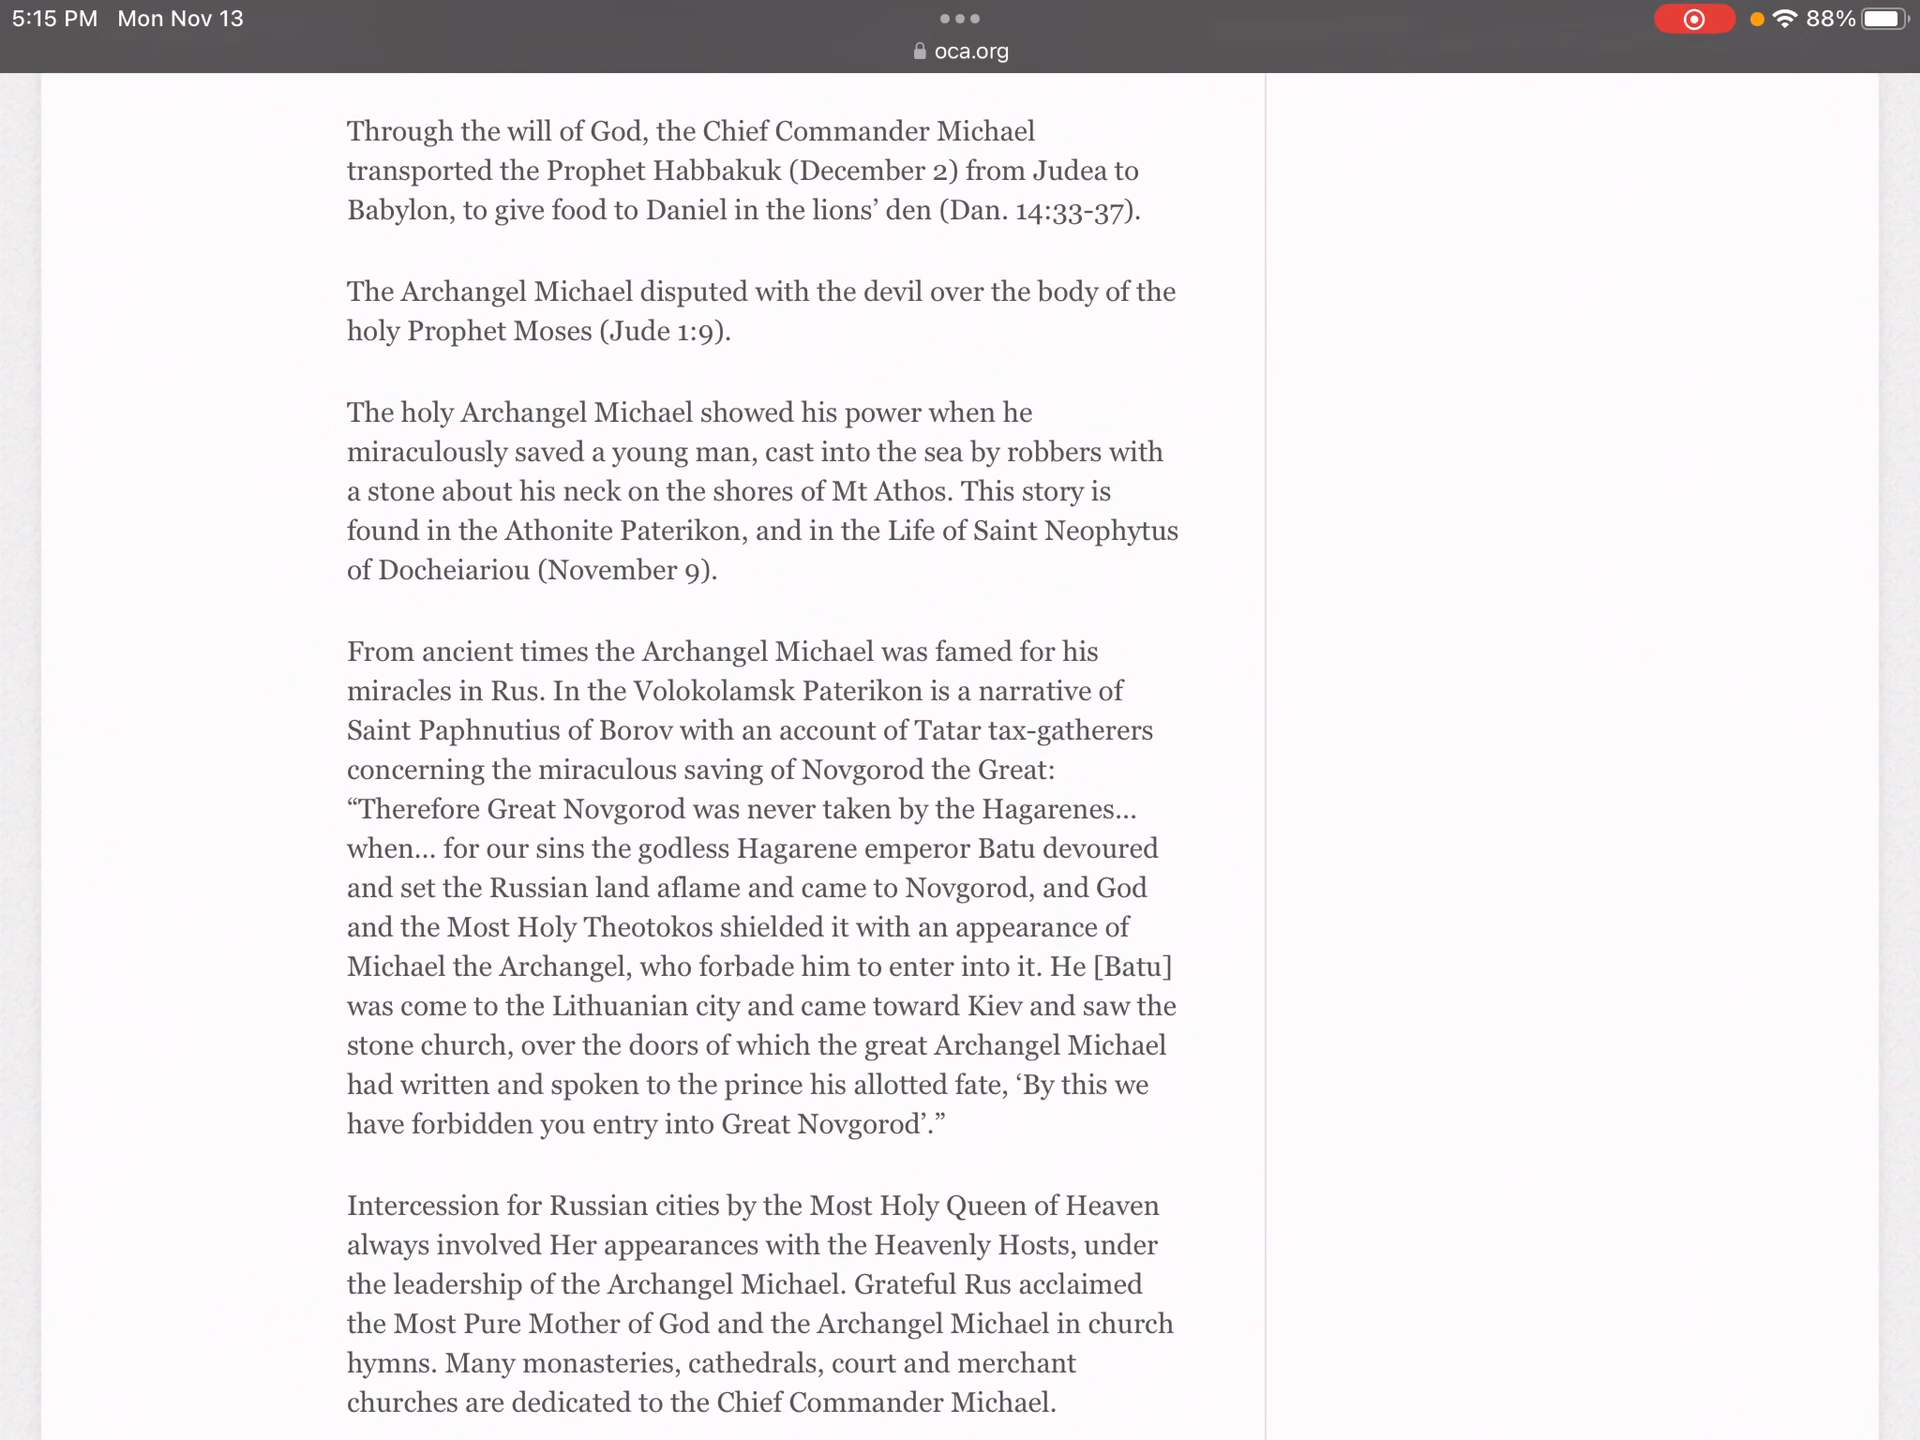 5:15 PM Mon Nov 13
88%
oca.org
Through the will of God, the Chief Commander Michael
transported the Prophet Habbakuk (December 2) from Judea to
Babylon, to give food to Daniel in the lions’ den (Dan. 14:33-37).
The Archangel Michael disputed with the devil over the body of the
holy Prophet Moses (Jude 1:9).
The holy Archangel Michael showed his power when he
miraculously saved a young man, cast into the sea by robbers with
a stone about his neck on the shores of Mt Athos. This story is
found in the Athonite Paterikon, and in the Life of Saint Neophytus
of Docheiariou (November 9).
From ancient times the Archangel Michael was famed for his
miracles in Rus. In the Volokolamsk Paterikon is a narrative of
Saint Paphnutius of Borov with an account of Tatar tax-gatherers
concerning the miraculous saving of Novgorod the Great:
“Therefore Great Novgorod was never taken by the Hagarenes...
when... for our sins the godless Hagarene emperor Batu devoured
and set the Russian land aflame and came to Novgorod, and God
and the Most Holy Theotokos shielded it with an appearance of
Michael the Archangel, who forbade him to enter into it. He [Batu]
was come to the Lithuanian city and came toward Kiev and saw the
stone church, over the doors of which the great Archangel Michael
had written and spoken to the prince his allotted fate, ‘By this we
have forbidden you entry into Great Novgorod’.”
Intercession for Russian cities by the Most Holy Queen of Heaven
always involved Her appearances with the Heavenly Hosts, under
the leadership of the Archangel Michael. Grateful Rus acclaimed
the Most Pure Mother of God and the Archangel Michael in church
hymns. Many monasteries, cathedrals, court and merchant
churches are dedicated to the Chief Commander Michael.